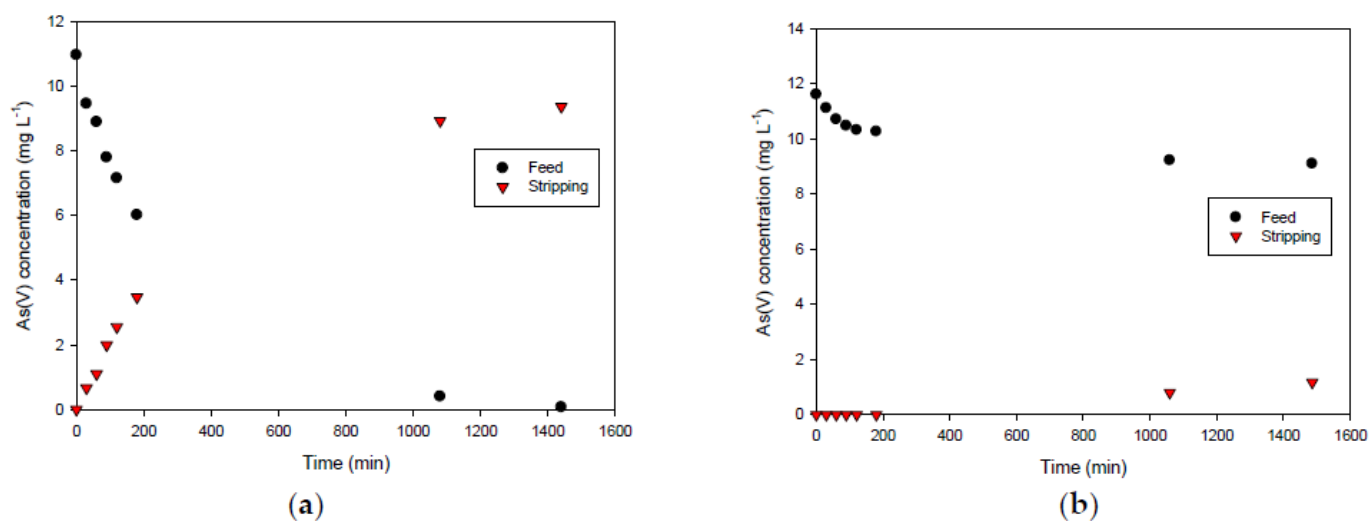 As(V) concentration (mg L⁻¹)
12
10
8
6
4
2
0
Feed
Stripping
0 200 400 600 800 1000 1200 1400 1600
Time (min)
(a)
As(V) concentration (mg L⁻¹)
14
12
10
8
6
4
2
0
Feed
Stripping
0 200 400 600 800 1000 1200 1400 1600
Time (min)
(b)